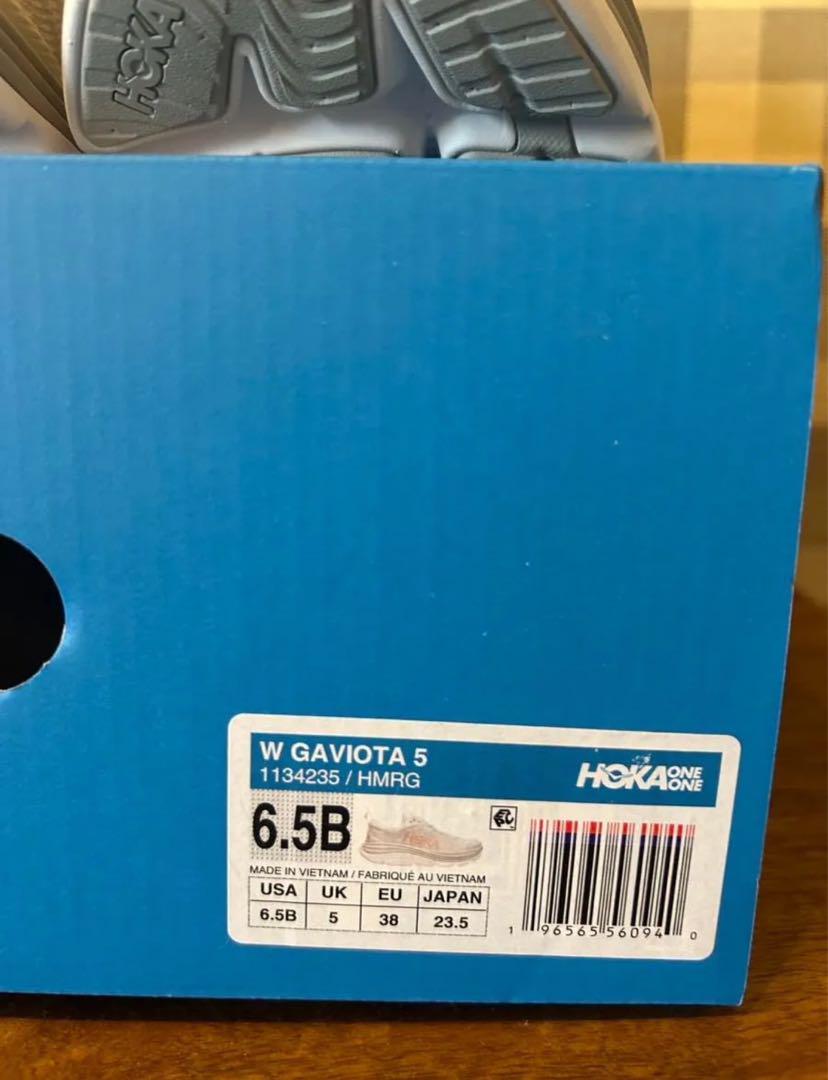 HOKA
W GAVIOTA 5
1134235 / HMRG
HOKA ONE ONE
6.5B
MADE IN VIETNAM / FABRIQUÉ AU VIETNAM
USA UK EU JAPAN
6.5B 5 38 23.5
1 96565 56094 0